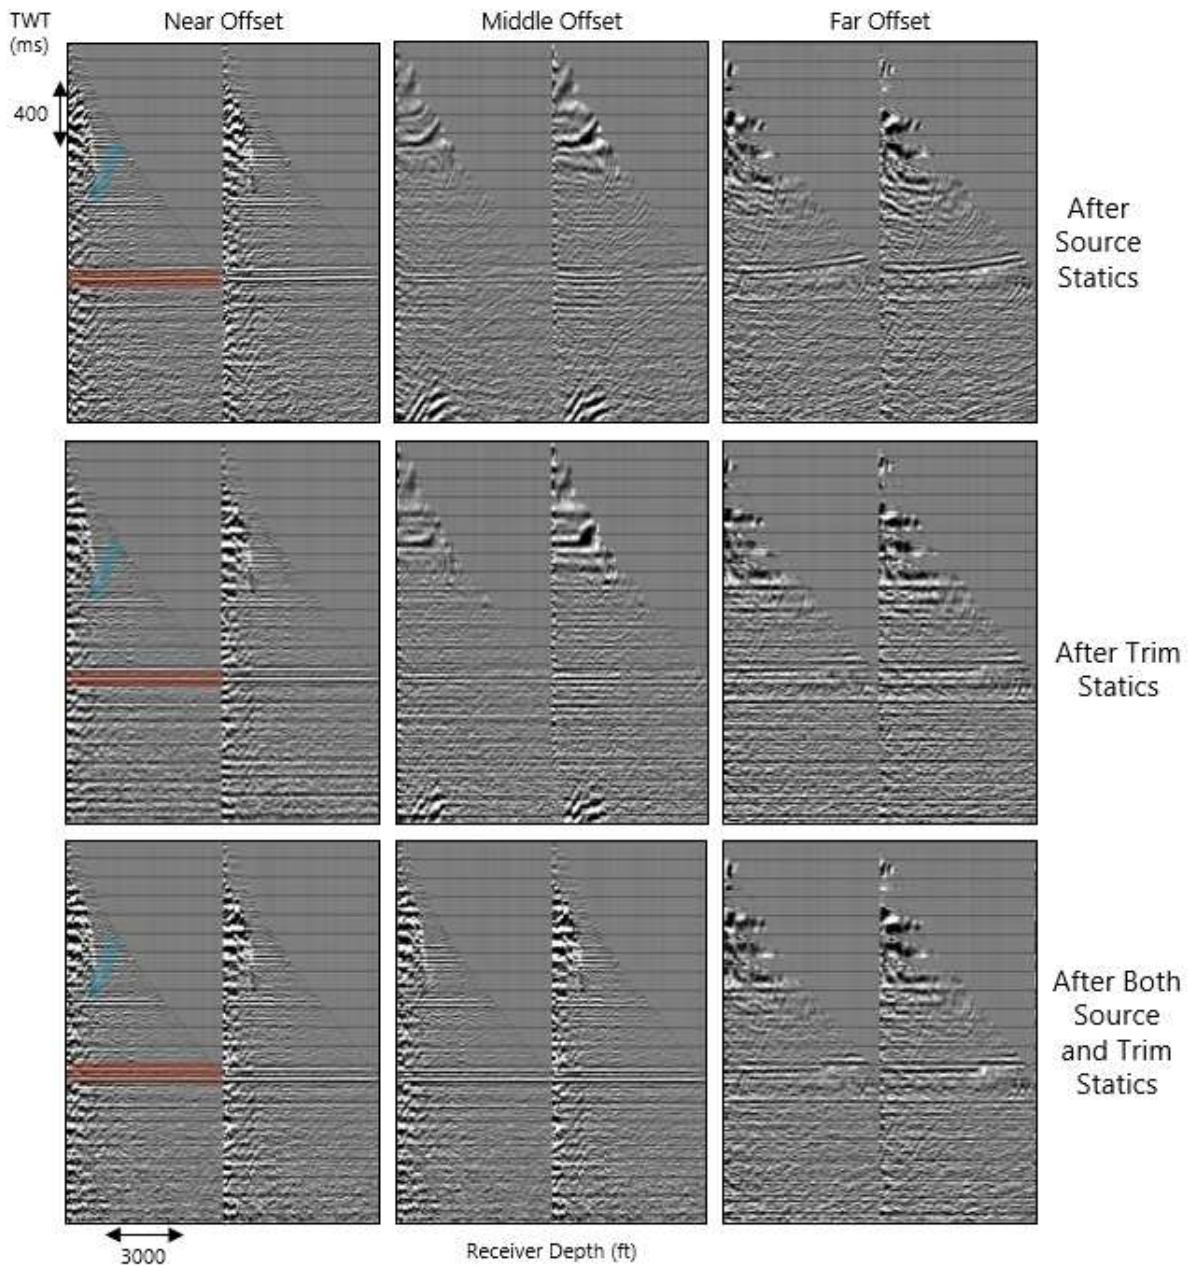 TWT
(ms)
Near Offset
Middle Offset
Far Offset
400
After
Source
Statics
After Trim
Statics
After Both
Source
and Trim
Statics
3000
Receiver Depth (ft)